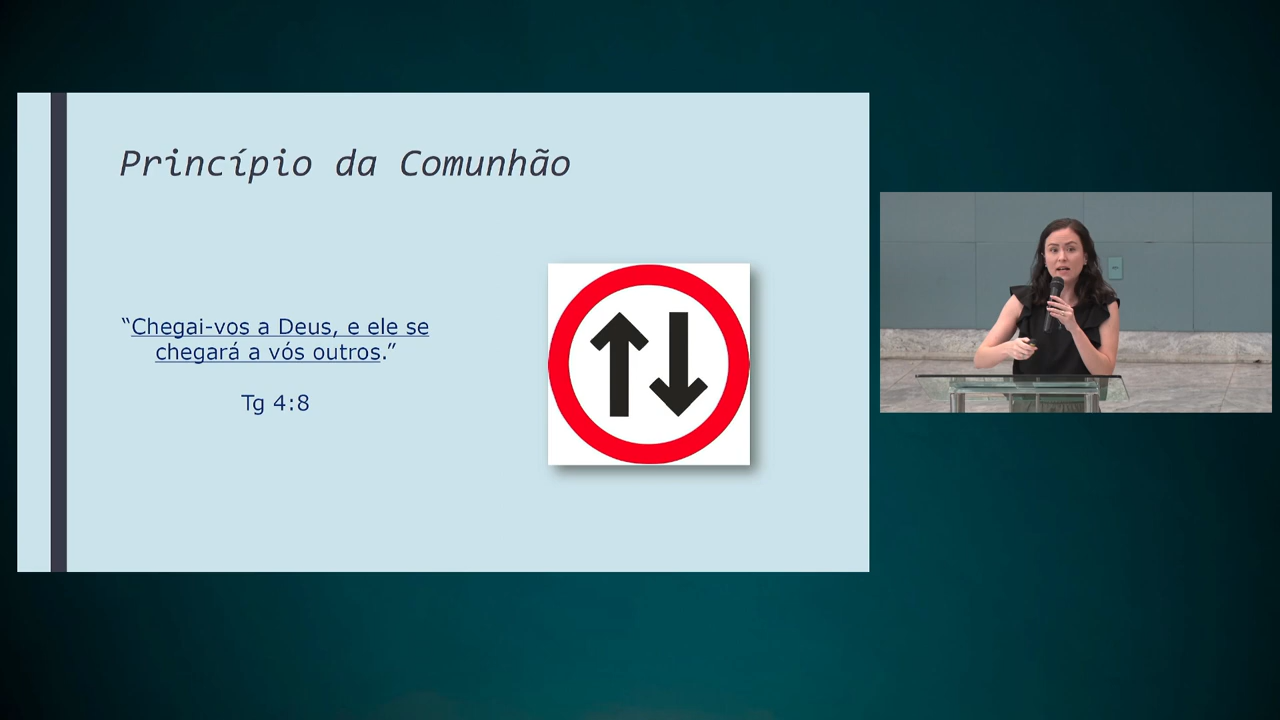 Princípio da Comunhão
“Chegai-vos a Deus, e ele se
chegará a vós outros.”
Tg 4:8